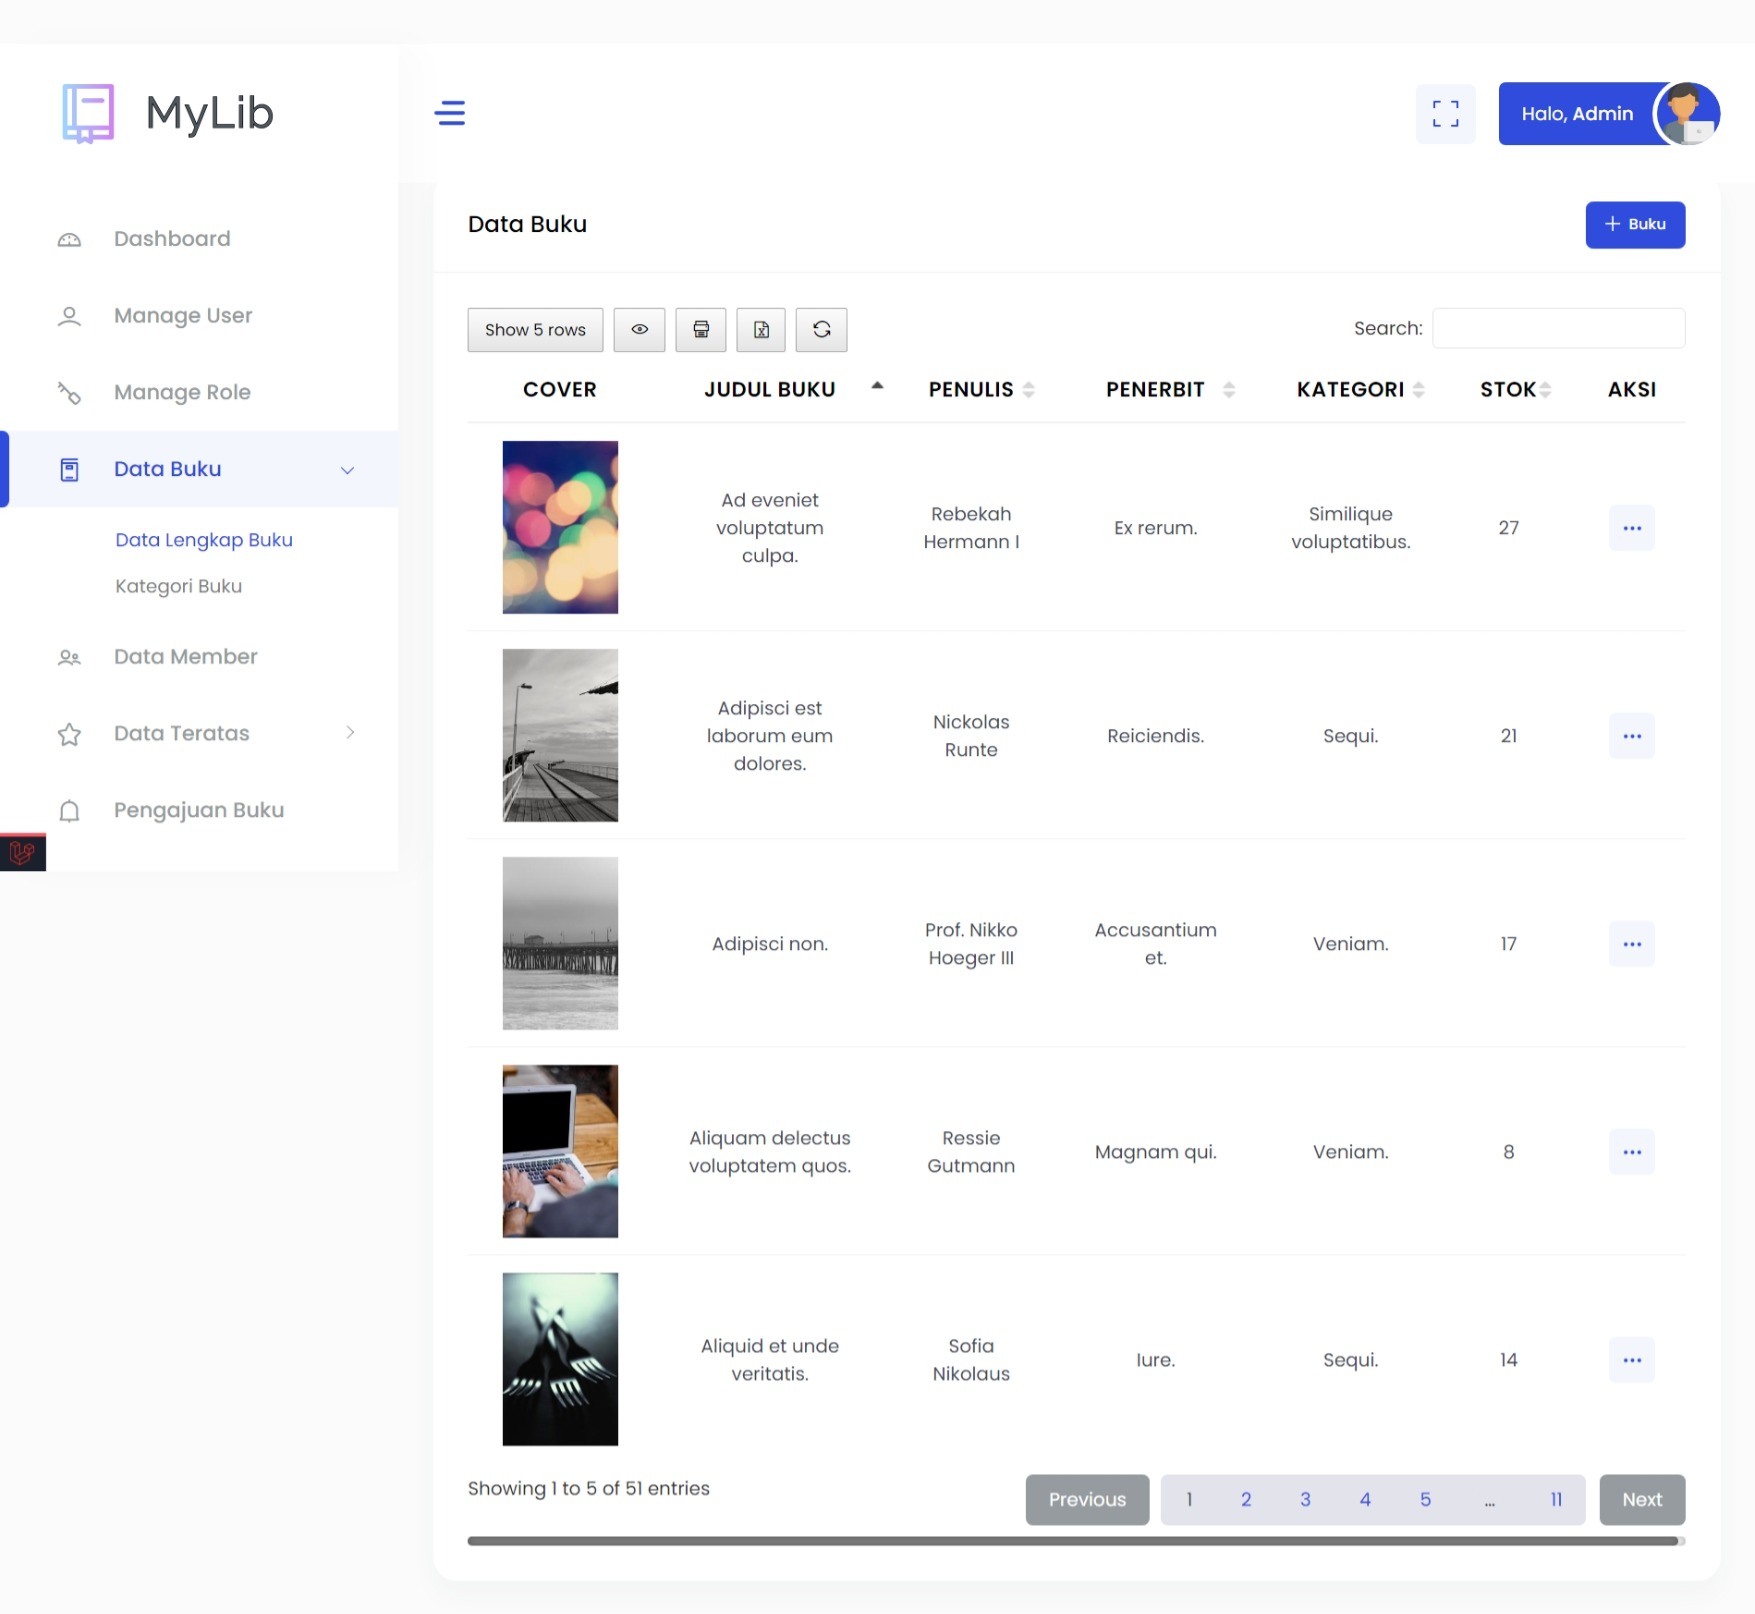 MyLib
Halo, Admin
Dashboard
Manage User
Manage Role
Data Buku
Data Lengkap Buku
Kategori Buku
Data Member
Data Teratas
Pengajuan Buku
Data Buku
+ Buku
Show 5 rows
Search:
COVER JUDUL BUKU PENULIS PENERBIT KATEGORI STOK AKSI
Ad eveniet
voluptatum
culpa.
Rebekah
Hermann I
Ex rerum.
Similique
voluptatibus.
27
Adipisci est
laborum eum
dolores.
Nickolas
Runte
Reiciendis.
Sequi.
21
Adipisci non.
Prof. Nikko
Hoeger III
Accusantium
et.
Veniam.
17
Aliquam delectus
voluptatem quos.
Ressie
Gutmann
Magnam qui.
Veniam.
8
Aliquid et unde
veritatis.
Sofia
Nikolaus
Iure.
Sequi.
14
Showing 1 to 5 of 51 entries
Previous 1 2 3 4 5 ... 11 Next